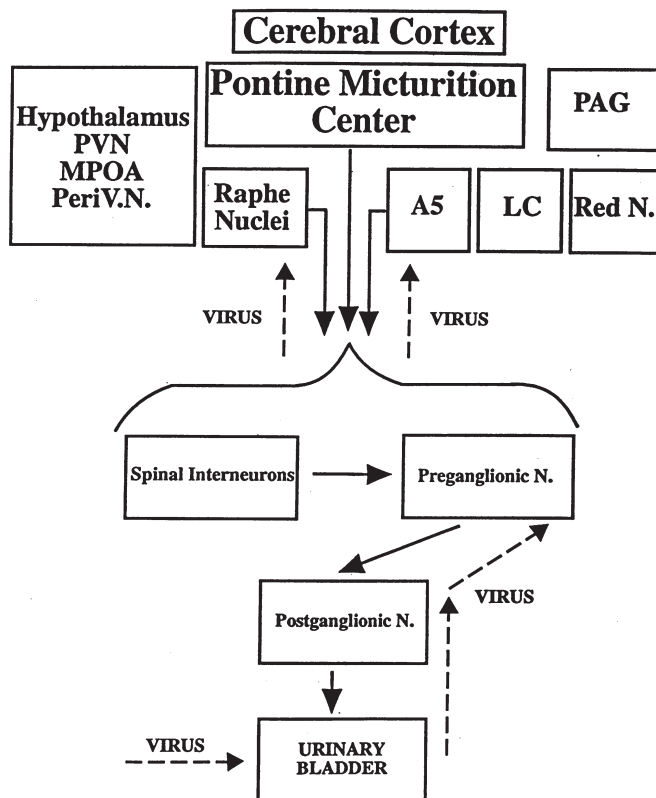 Cerebral Cortex
Pontine Micturition
Center
PAG
Hypothalamus
PVN
MPOA
PeriV.N.
Raphe
Nuclei
A5
LC
Red N.
VIRUS
VIRUS
Spinal Interneurons
Preganglionic N.
VIRUS
Postganglionic N.
VIRUS
URINARY
BLADDER